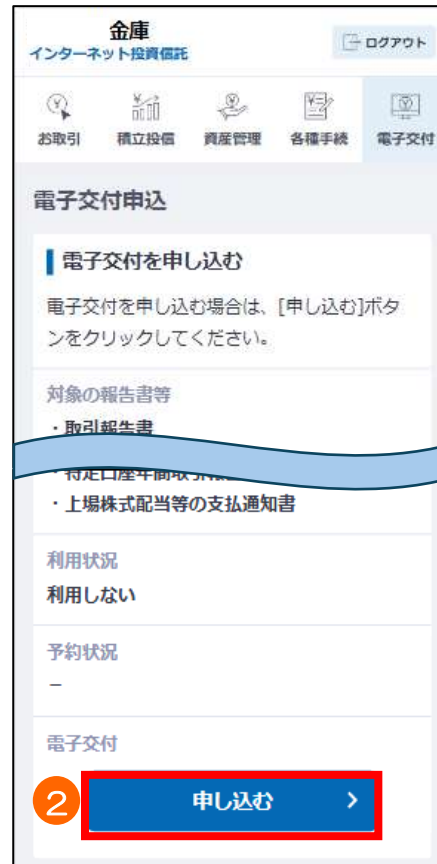 金庫
インターネット投資信託
ログアウト
お取引 積立投信 資産管理 各種手続 電子交付
電子交付申込
電子交付を申し込む
電子交付を申し込む場合は、[申し込む]ボタ
ンをクリックしてください。
対象の報告書等
・取引報告書
・上場株式配当等の支払通知書
利用状況
利用しない
予約状況
－
電子交付
2
申し込む